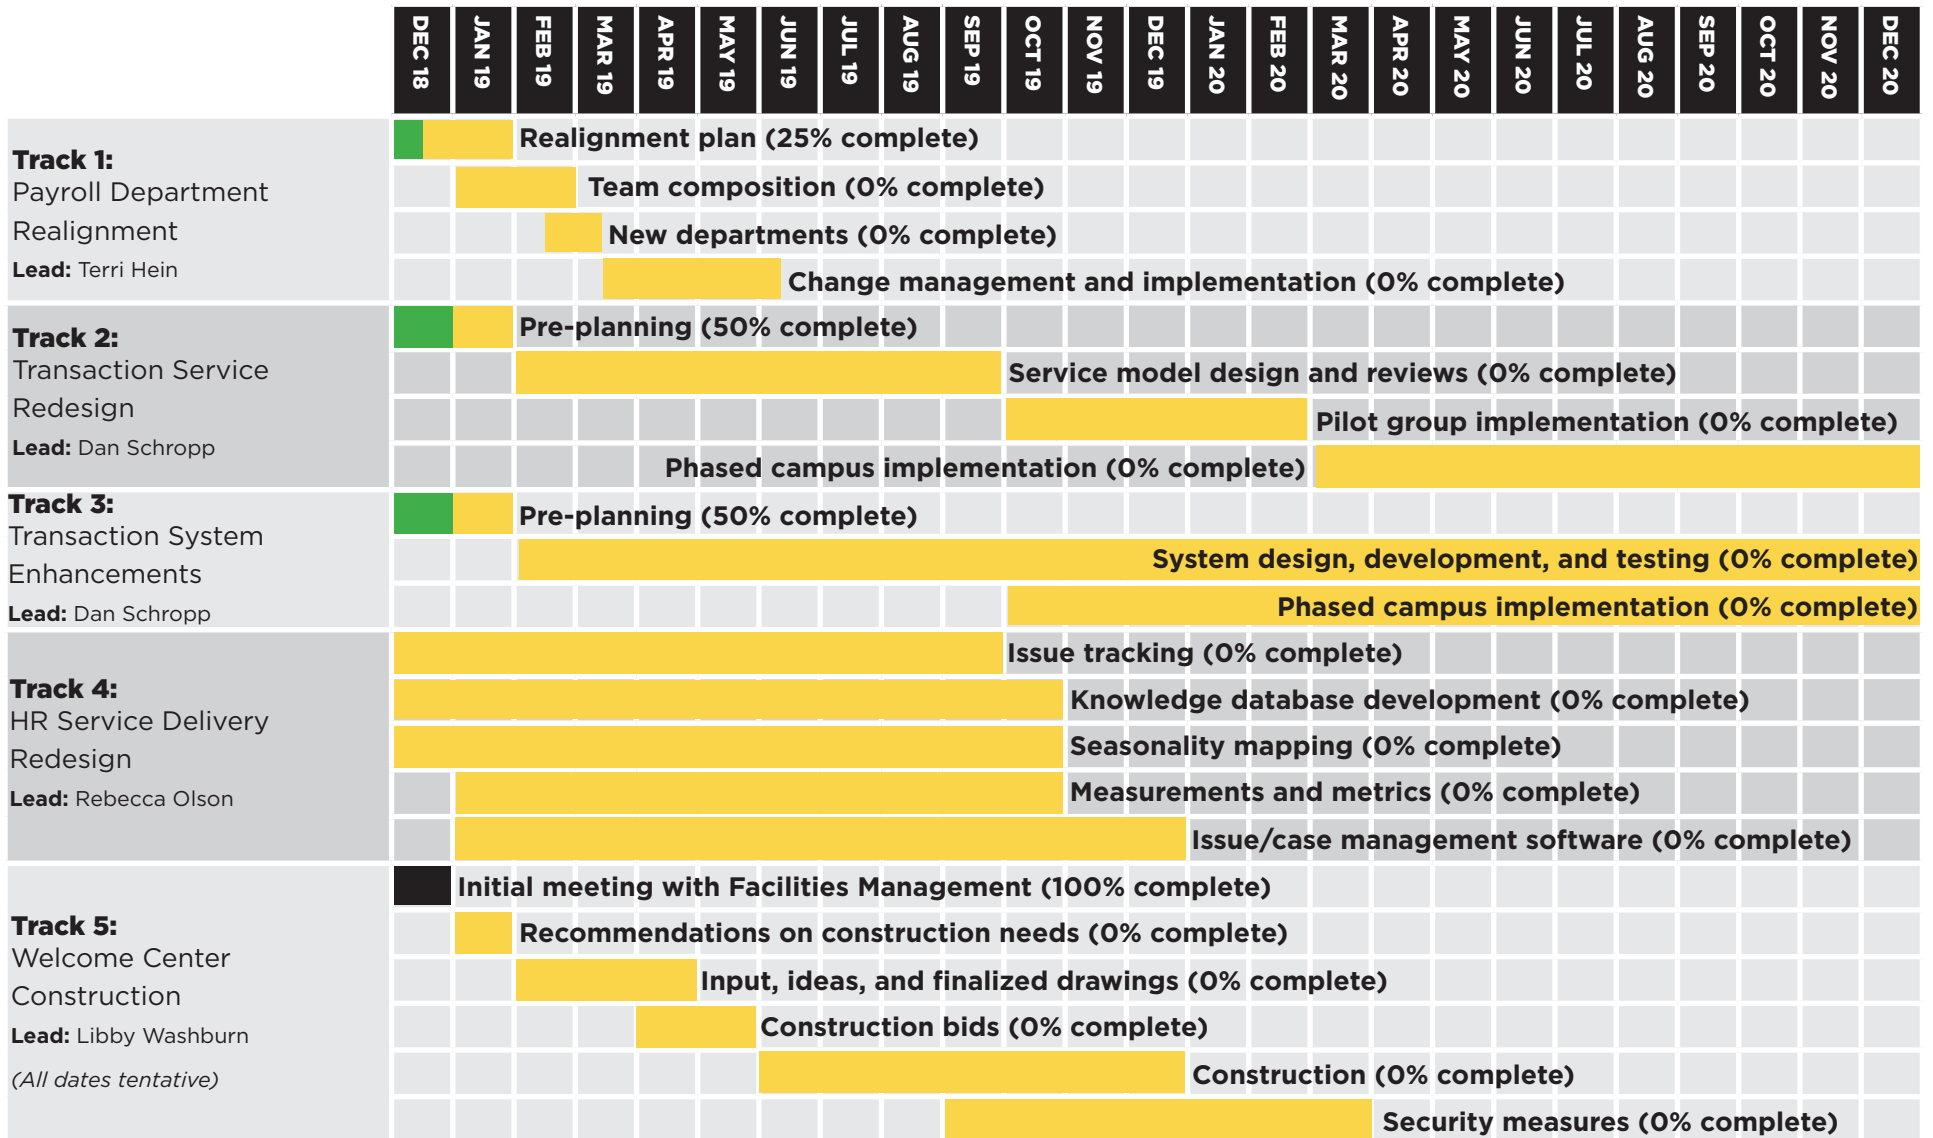 DEC 18
JAN 19
FEB 19
MAR 19
APR 19
MAY 19
JUN 19
JUL 19
AUG 19
SEP 19
OCT 19
NOV 19
DEC 19
JAN 20
FEB 20
MAR 20
APR 20
MAY 20
JUN 20
JUL 20
AUG 20
SEP 20
OCT 20
NOV 20
DEC 20
Track 1:
Payroll Department
Realignment
Lead: Terri Hein
Realignment plan (25% complete)
Team composition (0% complete)
New departments (0% complete)
Change management and implementation (0% complete)
Track 2:
Transaction Service
Redesign
Lead: Dan Schropp
Pre-planning (50% complete)
Service model design and reviews (0% complete)
Pilot group implementation (0% complete)
Phased campus implementation (0% complete)
Track 3:
Transaction System
Enhancements
Lead: Dan Schropp
Pre-planning (50% complete)
System design, development, and testing (0% complete)
Phased campus implementation (0% complete)
Track 4:
HR Service Delivery
Redesign
Lead: Rebecca Olson
Issue tracking (0% complete)
Knowledge database development (0% complete)
Seasonality mapping (0% complete)
Measurements and metrics (0% complete)
Issue/case management software (0% complete)
Track 5:
Welcome Center
Construction
Lead: Libby Washburn
(All dates tentative)
Initial meeting with Facilities Management (100% complete)
Recommendations on construction needs (0% complete)
Input, ideas, and finalized drawings (0% complete)
Construction bids (0% complete)
Construction (0% complete)
Security measures (0% complete)